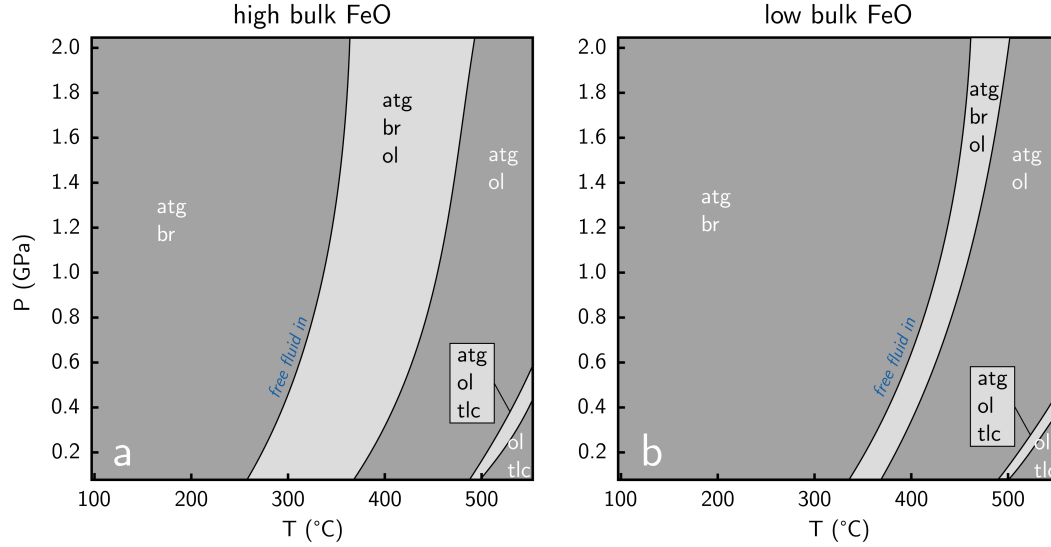 high bulk FeO
P (GPa)
2.0
1.8
1.6
1.4
1.2
1.0
0.8
0.6
0.4
0.2
atg
br
atg
br
ol
atg
ol
free fluid in
atg
ol
tlc
ol
tlc
a
100
200
300
400
500
T (°C)
low bulk FeO
2.0
1.8
1.6
1.4
1.2
1.0
0.8
0.6
0.4
0.2
atg
br
atg
br
ol
atg
ol
free fluid in
atg
ol
tlc
ol
tlc
b
100
200
300
400
500
T (°C)